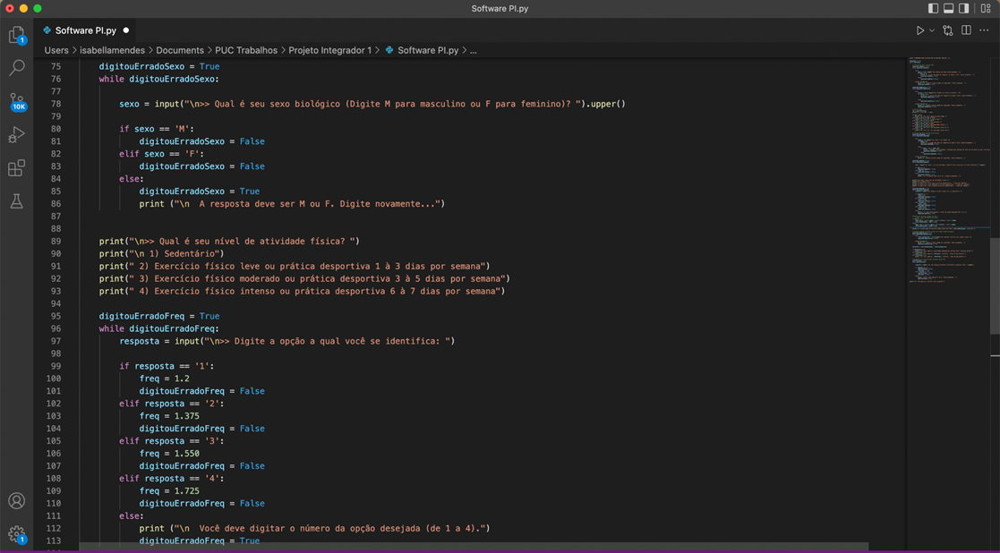 Software PI.py
1
Software PI.py
Users > isabellamendes > Documents > PUC Trabalhos > Projeto Integrador 1 > Software PI.py > ...
10K
75 digitouErradoSexo = True
76 while digitouErradoSexo:
77
78 sexo = input("\n>> Qual é seu sexo biológico (Digite M para masculino ou F para feminino)? ").upper()
79
80 if sexo == 'M':
81 digitouErradoSexo = False
82 elif sexo == 'F':
83 digitouErradoSexo = False
84 else:
85 digitouErradoSexo = True
86 print ("\n  A resposta deve ser M ou F. Digite novamente...")
87
88
89 print("\n>> Qual é seu nível de atividade física? ")
90 print("\n 1) Sedentário")
91 print(" 2) Exercício físico leve ou prática desportiva 1 à 3 dias por semana")
92 print(" 3) Exercício físico moderado ou prática desportiva 3 à 5 dias por semana")
93 print(" 4) Exercício físico intenso ou prática desportiva 6 à 7 dias por semana")
94
95 digitouErradoFreq = True
96 while digitouErradoFreq:
97 resposta = input("\n>> Digite a opção a qual você se identifica: ")
98
99 if resposta == '1':
100 freq = 1.2
101 digitouErradoFreq = False
102 elif resposta == '2':
103 freq = 1.375
104 digitouErradoFreq = False
105 elif resposta == '3':
106 freq = 1.550
107 digitouErradoFreq = False
108 elif resposta == '4':
109 freq = 1.725
110 digitouErradoFreq = False
111 else:
112 print ("\n  Você deve digitar o número da opção desejada (de 1 a 4).")
113 digitouErradoFreq = True
1